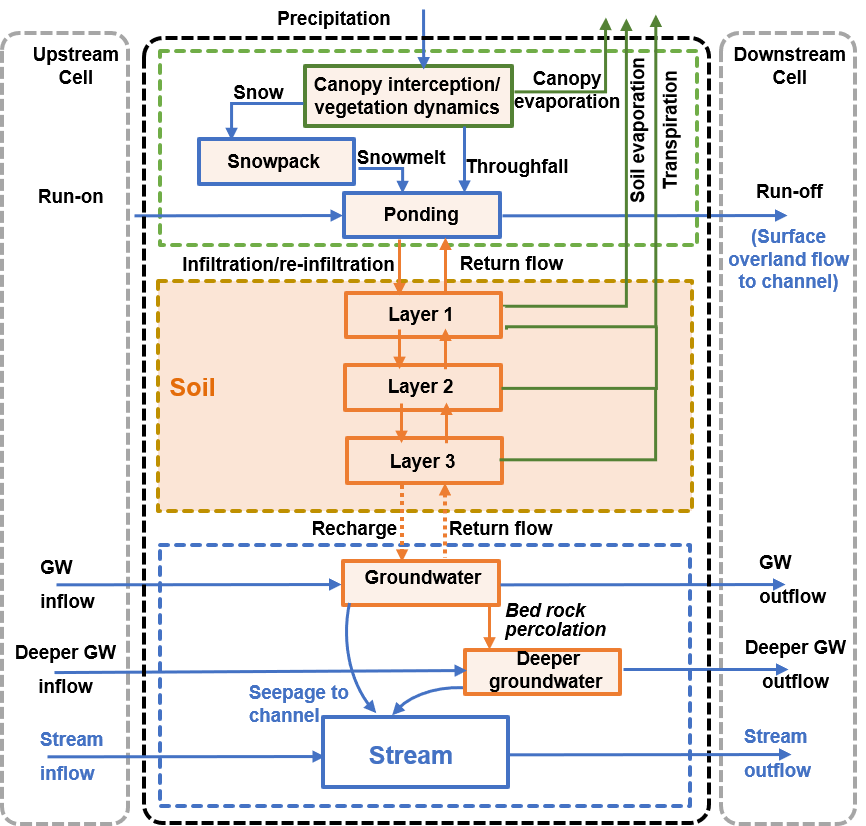 Precipitation
Upstream
Cell
Downstream
Cell
Canopy interception/
vegetation dynamics
Canopy
evaporation
Soil evaporation
Transpiration
Snow
Snowpack
Snowmelt
Throughfall
Run-on
Ponding
Run-off
(Surface
overland flow
to channel)
Infiltration/re-infiltration
Return flow
Layer 1
Soil
Layer 2
Layer 3
Recharge
Return flow
GW
inflow
Groundwater
GW
outflow
Bed rock
percolation
Deeper GW
inflow
Deeper
groundwater
Deeper GW
outflow
Seepage to
channel
Stream
inflow
Stream
Stream
outflow